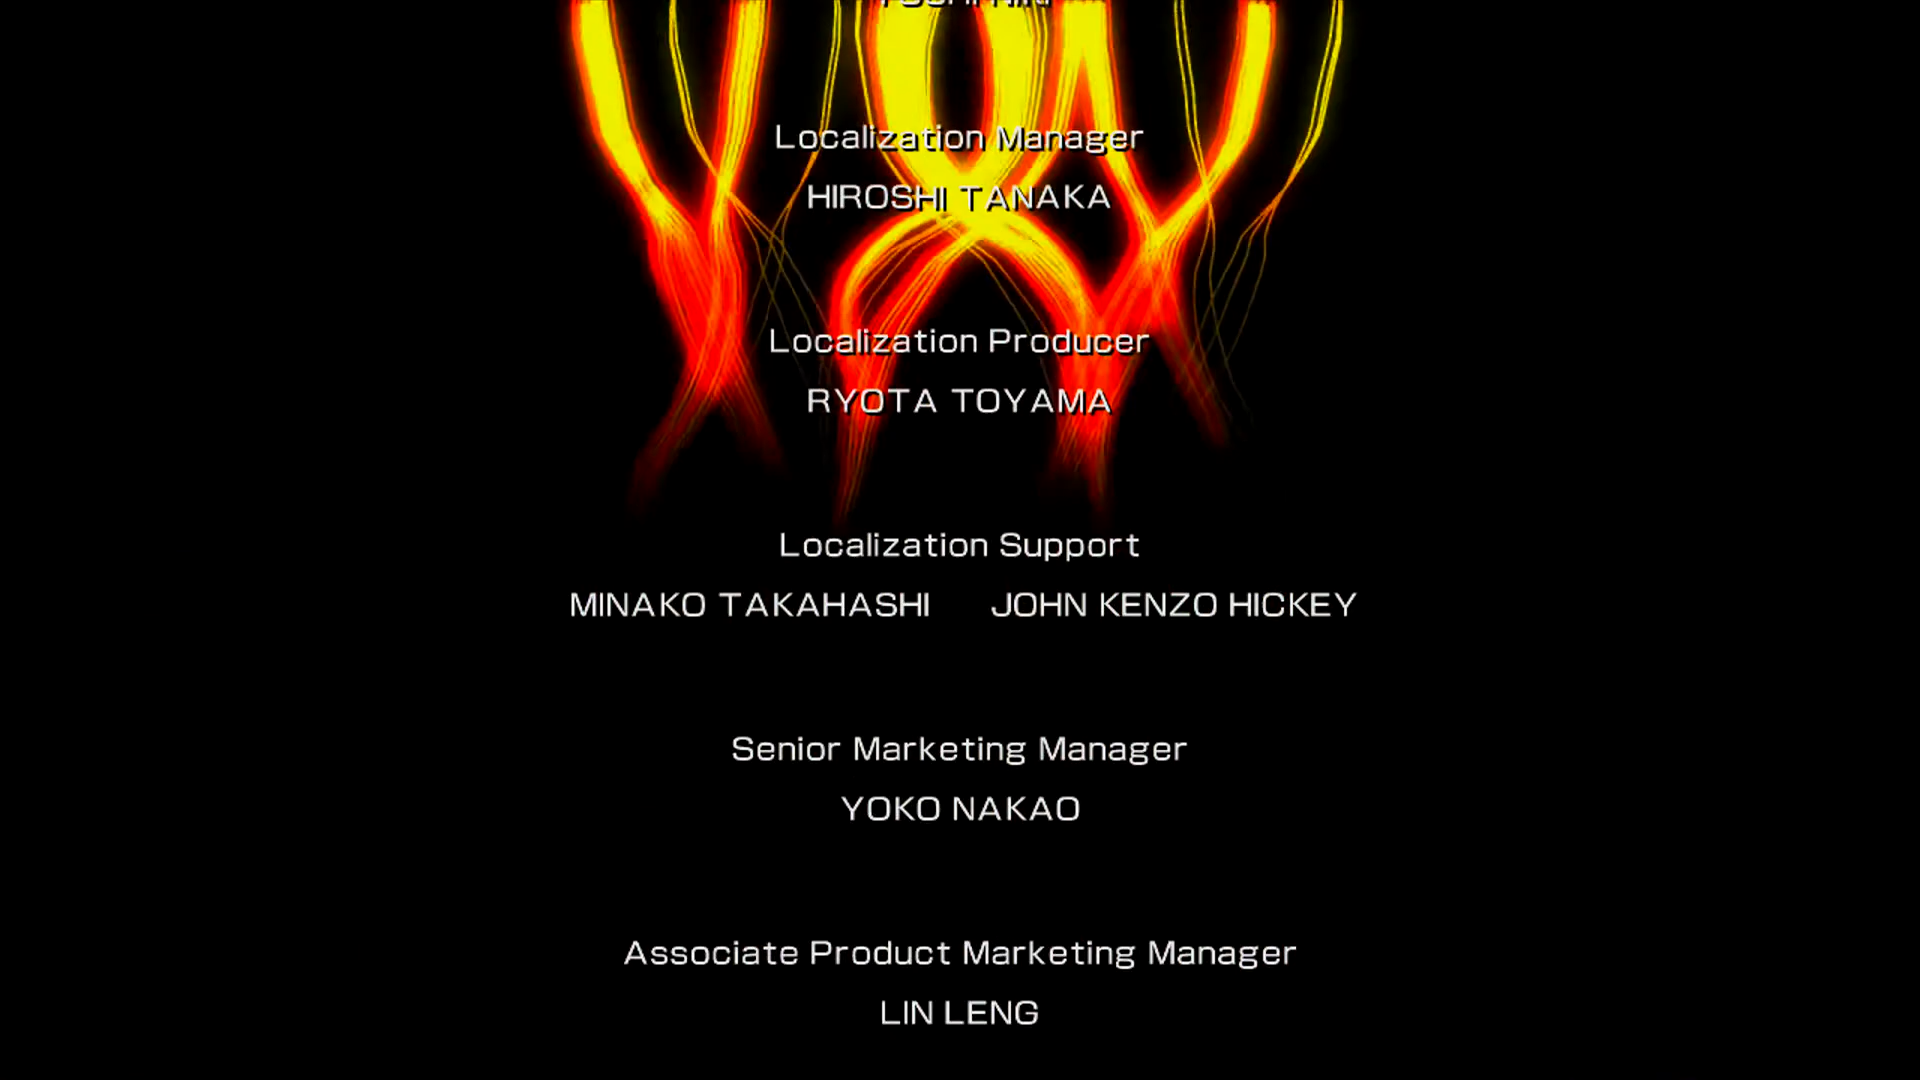 Localization Manager
HIROSHI TANAKA
Localization Producer
RYOTA TOYAMA
Localization Support
MINAKO TAKAHASHI JOHN KENZO HICKEY
Senior Marketing Manager
YOKO NAKAO
Associate Product Marketing Manager
LIN LENG